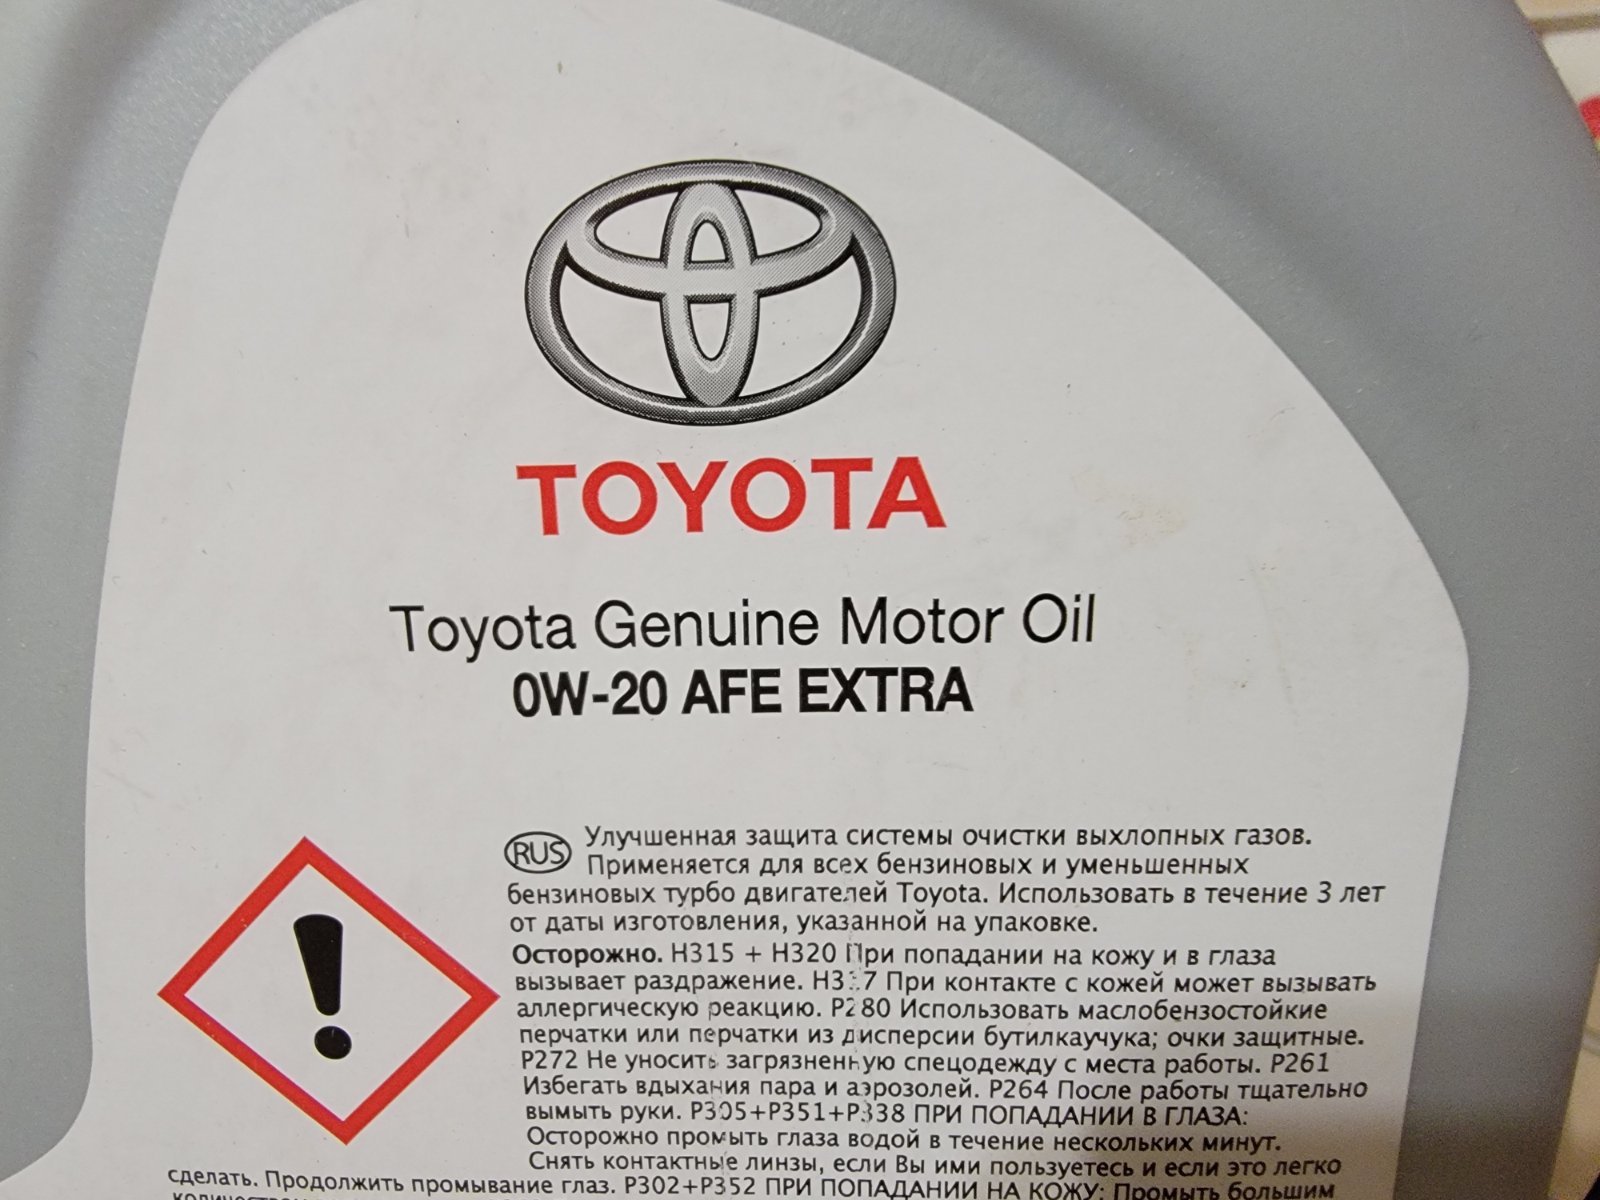 TOYOTA
Toyota Genuine Motor Oil
0W-20 AFE EXTRA
RUS Улучшенная защита системы очистки выхлопных газов.
Применяется для всех бензиновых и уменьшенных
бензиновых турбо двигателей Toyota. Использовать в течение 3 лет
от даты изготовления, указанной на упаковке.
Осторожно. H315 + H320 При попадании на кожу и в глаза
вызывает раздражение. H317 При контакте с кожей может вызывать
аллергическую реакцию. P280 Использовать маслобензостойкие
перчатки или перчатки из дисперсии бутилкаучука; очки защитные.
P272 Не уносить загрязненную спецодежду с места работы. P261
Избегать вдыхания пара и аэрозолей. P264 После работы тщательно
вымыть руки. P305+P351+P338 ПРИ ПОПАДАНИИ В ГЛАЗА:
Осторожно промыть глаза водой в течение нескольких минут.
Снять контактные линзы, если Вы ими пользуетесь и если это легко
сделать. Продолжить промывание глаз. P302+P352 ПРИ ПОПАДАНИИ НА КОЖУ: Промыть большим